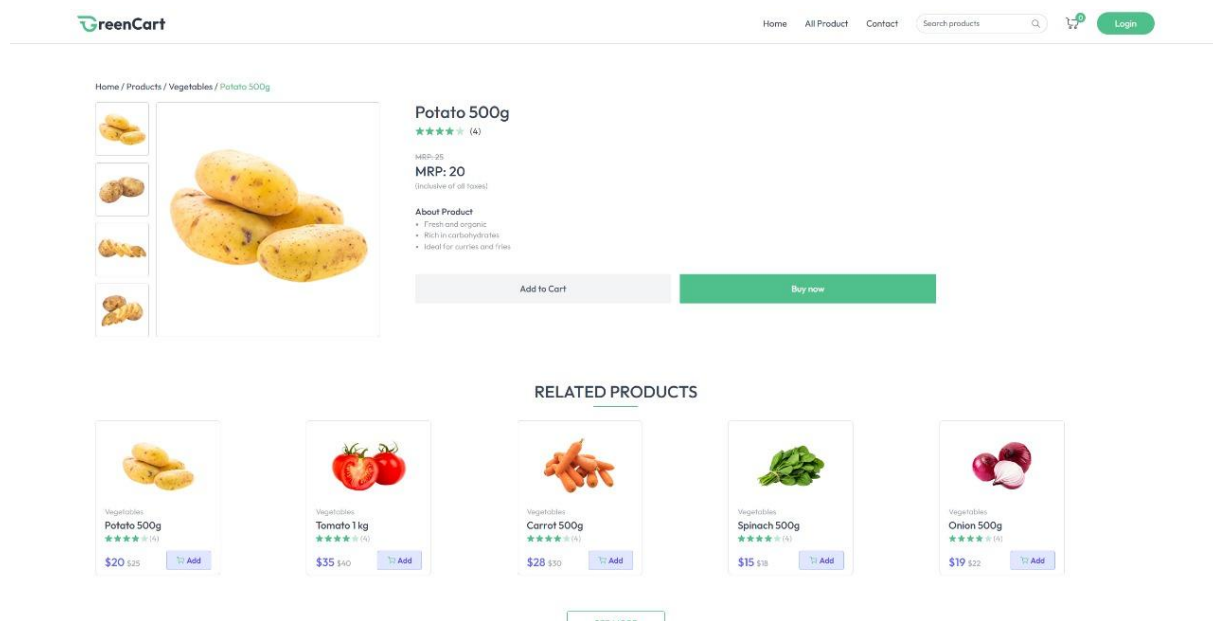 GreenCart
Home All Product Contact Search products 0 Login
Home / Products / Vegetables / Potato 500g
Potato 500g
(4)
MRP: 25
MRP: 20
(inclusive of all taxes)
About Product
• Fresh and organic
• Rich in carbohydrates
• Ideal for curries and fries
Add to Cart Buy now
RELATED PRODUCTS
Vegetables
Potato 500g
(4)
$20 $25 Add
Vegetables
Tomato 1 kg
(4)
$35 $40 Add
Vegetables
Carrot 500g
(4)
$28 $30 Add
Vegetables
Spinach 500g
(4)
$15 $18 Add
Vegetables
Onion 500g
(4)
$19 $22 Add